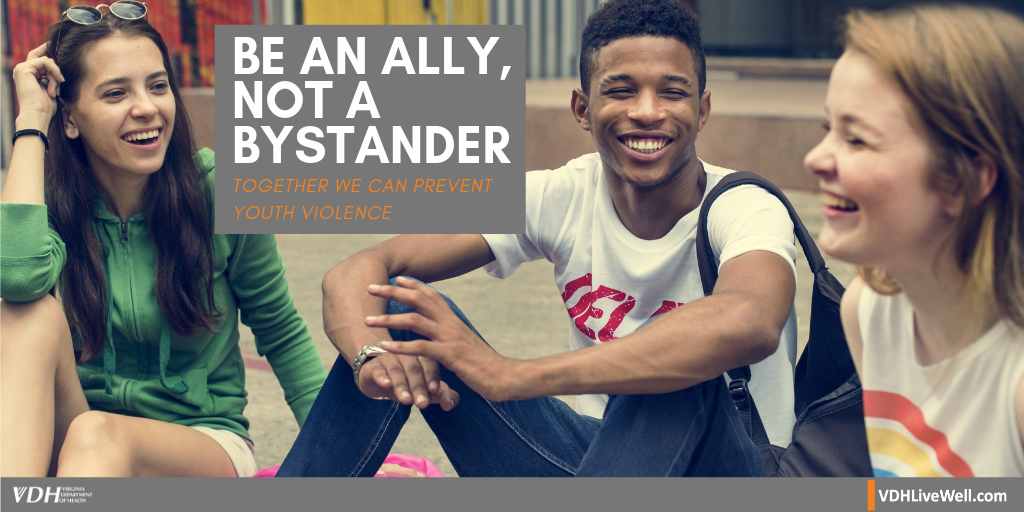 BE AN ALLY,
NOT A
BYSTANDER
TOGETHER WE CAN PREVENT
YOUTH VIOLENCE
VDH VIRGINIA
DEPARTMENT
OF HEALTH
VDHLiveWell.com